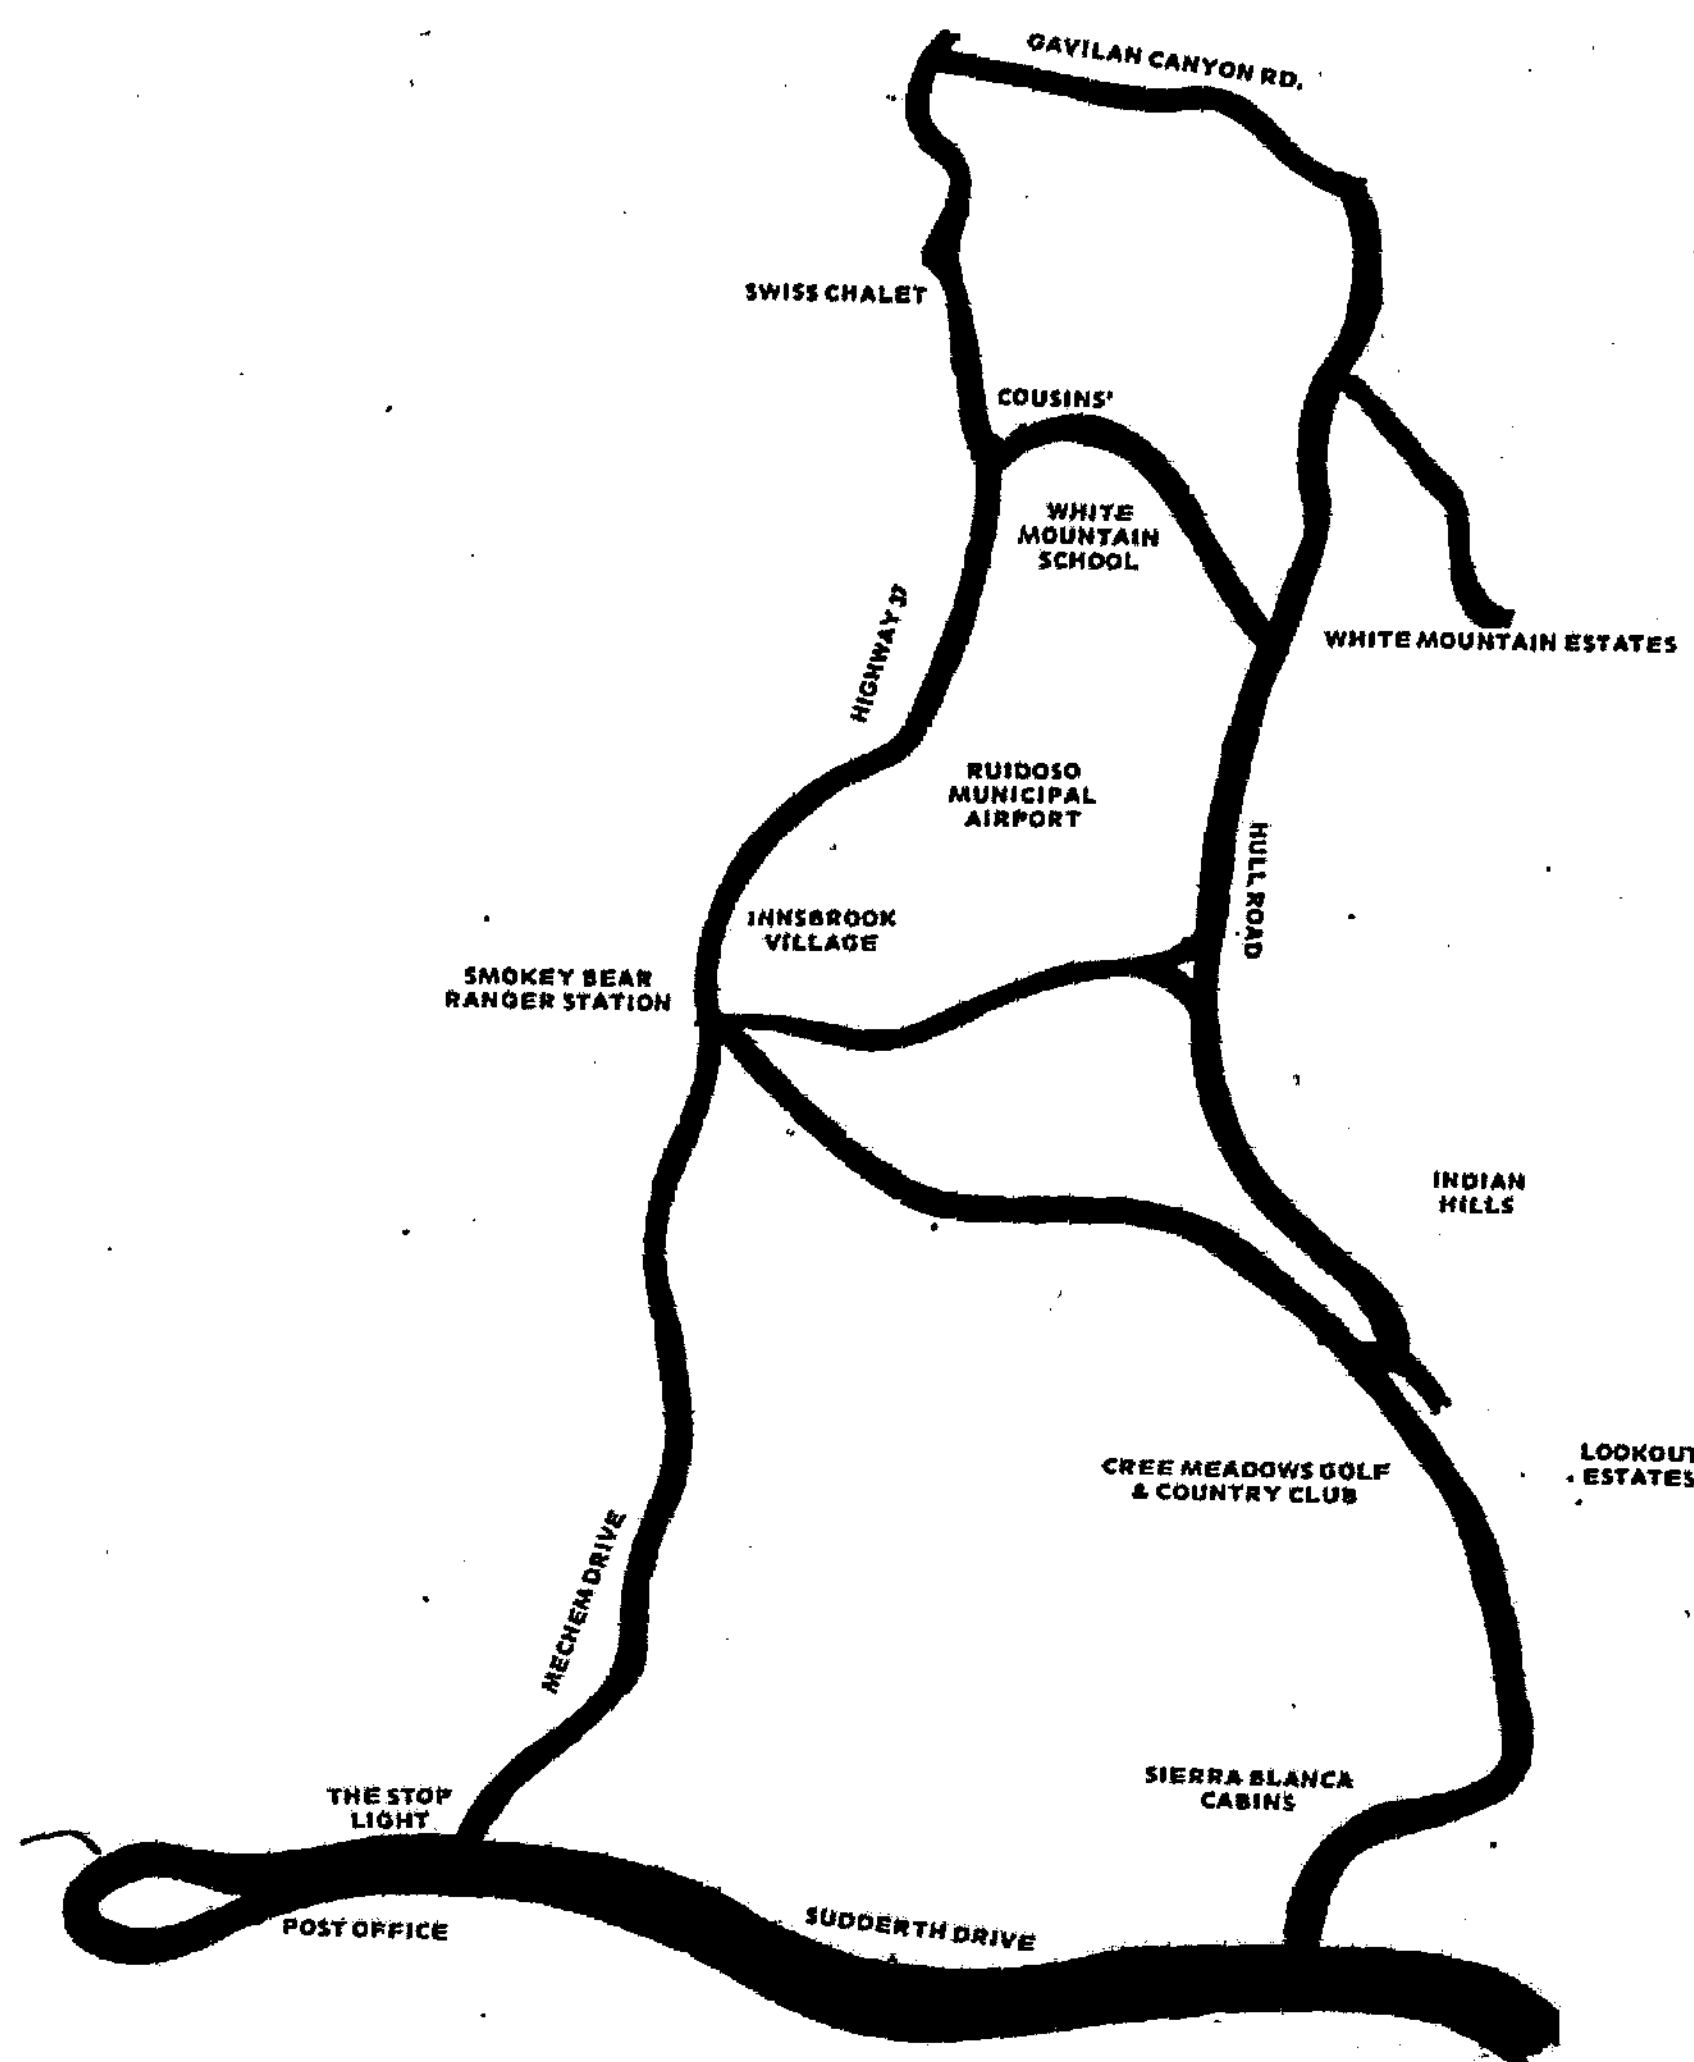 GAVILAN CANYON RD.
SWISS CHALET
COUSINS'
WHITE
MOUNTAIN
SCHOOL
HIGHWAY 37
WHITE MOUNTAIN ESTATES
RUIDOSO
MUNICIPAL
AIRPORT
HULL ROAD
INNSBROOK
VILLAGE
SMOKEY BEAR
RANGER STATION
INDIAN
HILLS
CREE MEADOWS GOLF
& COUNTRY CLUB
LOOKOUT
ESTATES
MECHEM DRIVE
SIERRA BLANCA
CABINS
THE STOP
LIGHT
POST OFFICE
SUDDERTH DRIVE